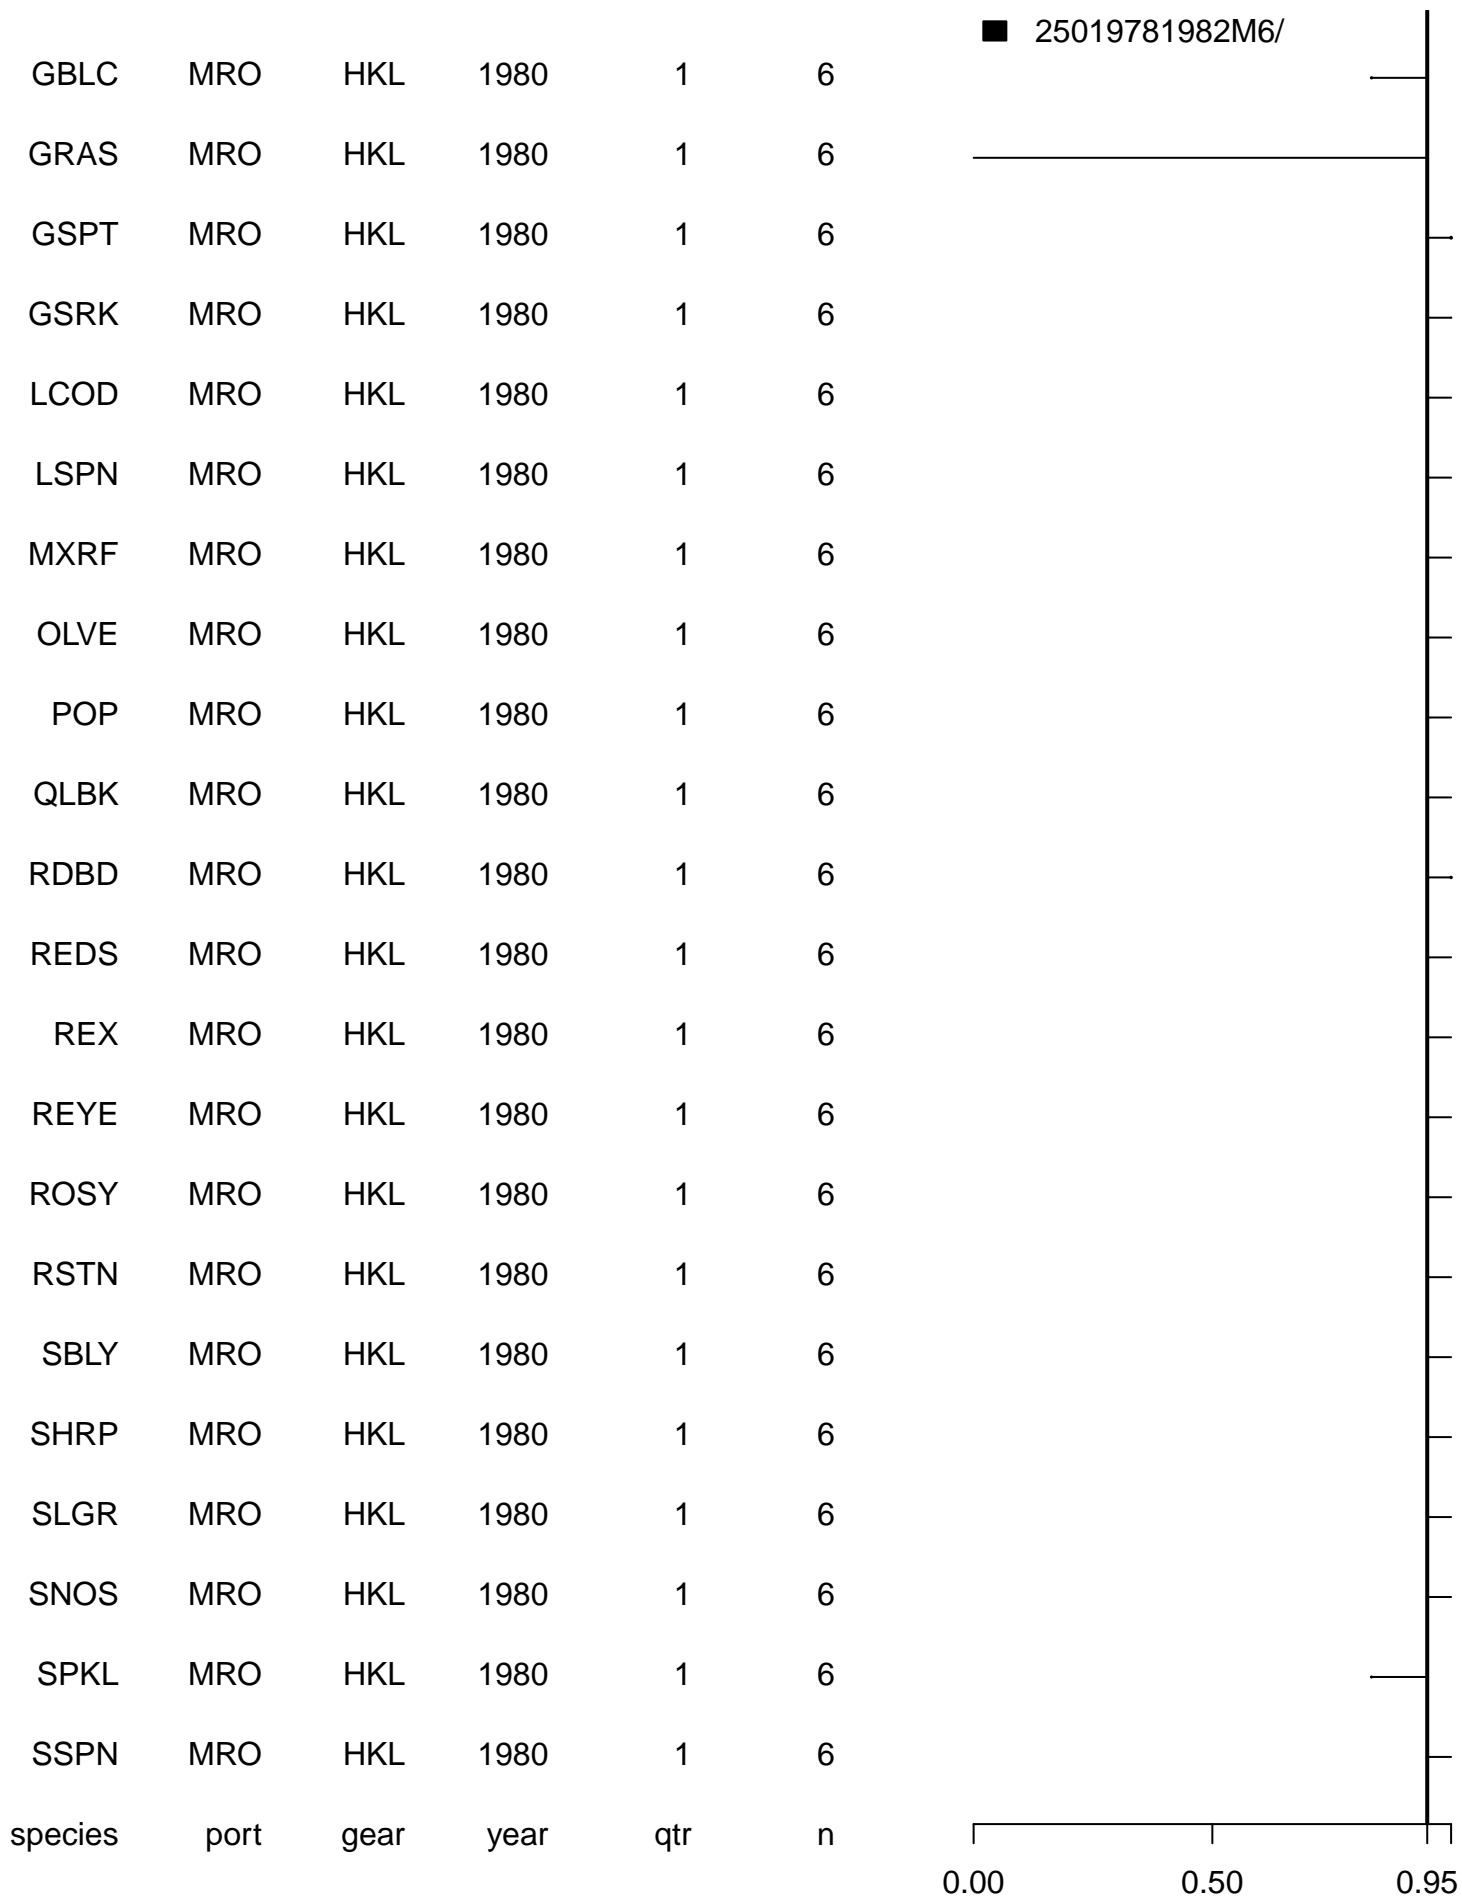 25019781982M6/
GBLC MRO HKL 1980 1 6
GRAS MRO HKL 1980 1 6
GSPT MRO HKL 1980 1 6
GSRK MRO HKL 1980 1 6
LCOD MRO HKL 1980 1 6
LSPN MRO HKL 1980 1 6
MXRF MRO HKL 1980 1 6
OLVE MRO HKL 1980 1 6
POP MRO HKL 1980 1 6
QLBK MRO HKL 1980 1 6
RDBD MRO HKL 1980 1 6
REDS MRO HKL 1980 1 6
REX MRO HKL 1980 1 6
REYE MRO HKL 1980 1 6
ROSY MRO HKL 1980 1 6
RSTN MRO HKL 1980 1 6
SBLY MRO HKL 1980 1 6
SHRP MRO HKL 1980 1 6
SLGR MRO HKL 1980 1 6
SNOS MRO HKL 1980 1 6
SPKL MRO HKL 1980 1 6
SSPN MRO HKL 1980 1 6
species port gear year qtr n
0.00 0.50 0.95